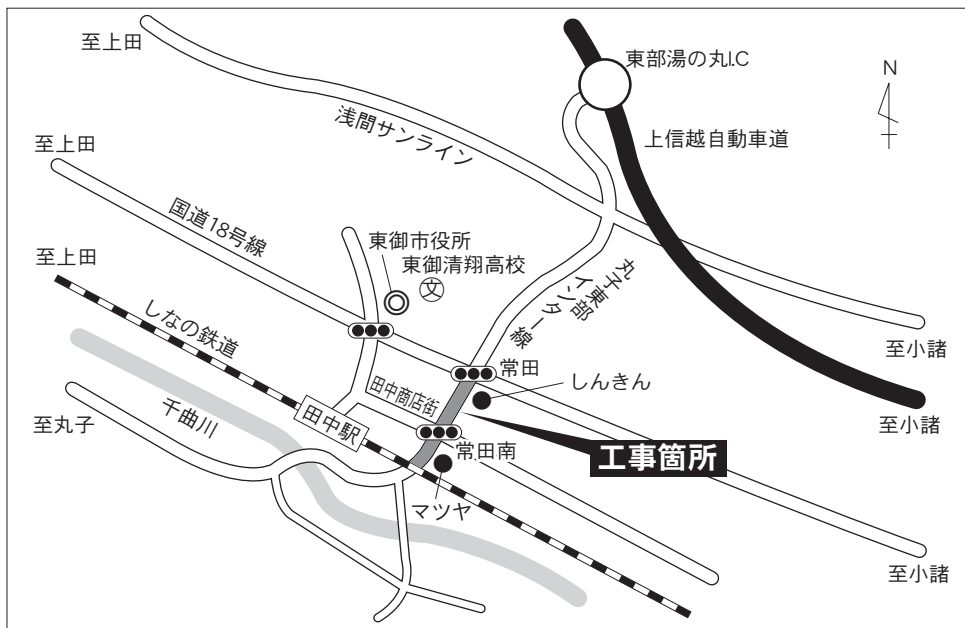 至上田
東部湯の丸I.C
N
浅間サンライン
上信越自動車道
至上田
国道18号線
東御市役所
東御清翔高校
文
至上田
しなの鉄道
丸子東部
インター線
至小諸
常田
しんきん
田中商店街
至丸子
千曲川
田中駅
至小諸
常田南
工事箇所
マツヤ
至小諸